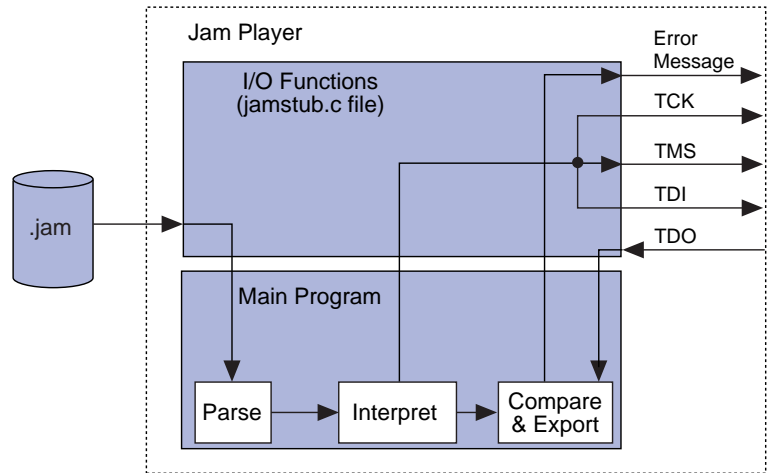 Jam Player
Error
Message
I/O Functions
(jamstub.c file)
TCK
TMS
.jam
TDI
TDO
Main Program
Parse
Interpret
Compare
& Export